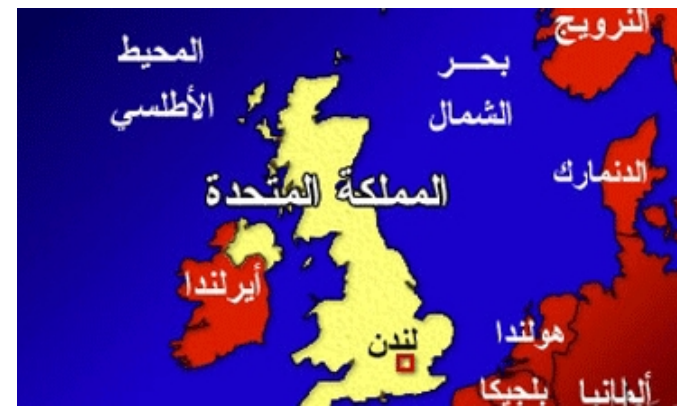 النرويج
المحيط
الأطلسي
بحـــر
الشمال
الدنمارك
المملكة المتحدة
أيرلندا
هولندا
لندن
ألمانيا
بلجيكا